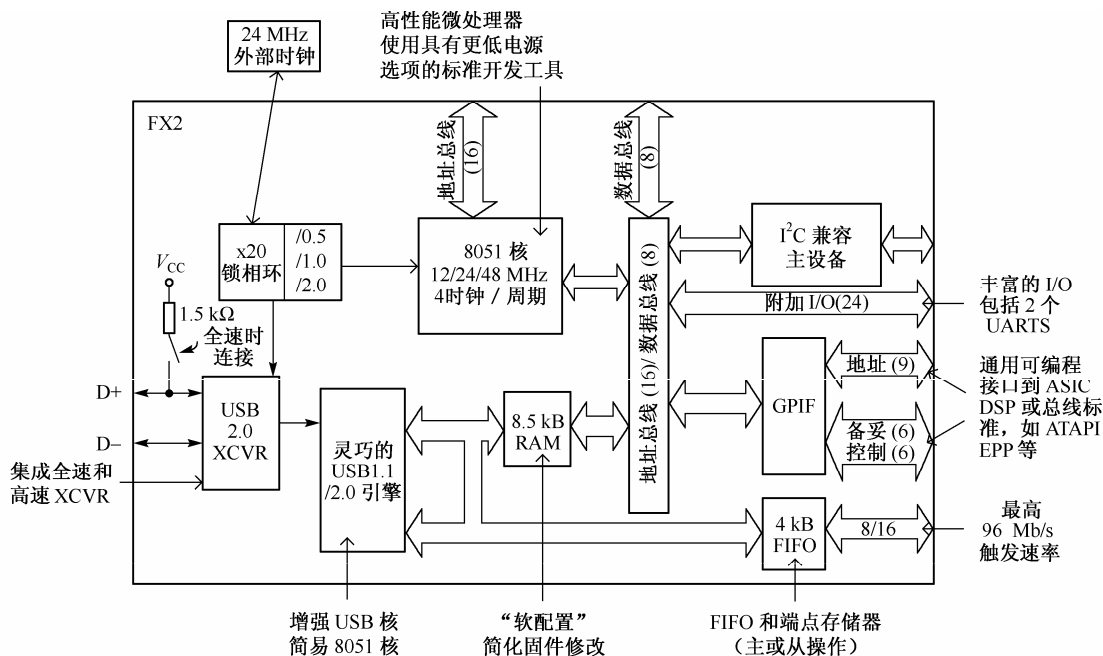 24 MHz
外部时钟
高性能微处理器
使用具有更低电源
选项的标准开发工具
FX2
地址总线
(16)
数据总线
(8)
x20
锁相环
/0.5
/1.0
/2.0
8051 核
12/24/48 MHz
4时钟 / 周期
I²C 兼容
主设备
VCC
1.5 kΩ
全速时
连接
附加 I/O(24)
丰富的 I/O
包括 2 个
UARTS
地址总线 (16)/ 数据总线 (8)
D+
D–
USB
2.0
XCVR
集成全速和
高速 XCVR
灵巧的
USB1.1
/2.0 引擎
8.5 kB
RAM
GPIF
地址 (9)
备妥 (6)
控制 (6)
通用可编程
接口到 ASIC
DSP 或总线标
准，如 ATAPI
EPP 等
4 kB
FIFO
8/16
最高
96 Mb/s
触发速率
增强 USB 核
简易 8051 核
“软配置”
简化固件修改
FIFO 和端点存储器
（主或从操作）